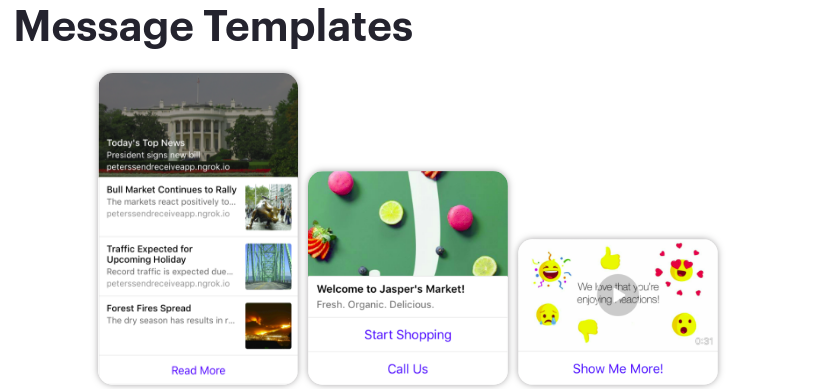 Message Templates
Today's Top News
President signs new bill
peterssendreceiveapp.ngrok.io
Bull Market Continues to Rally
The markets react positively to...
peterssendreceiveapp.ngrok.io
Traffic Expected for
Upcoming Holiday
Record traffic is expected due...
peterssendreceiveapp.ngrok.io
Forest Fires Spread
The dry season has results in r...
Read More
Welcome to Jasper's Market!
Fresh. Organic. Delicious.
Start Shopping
Call Us
We love that you're
enjoying reactions!
0:31
Show Me More!